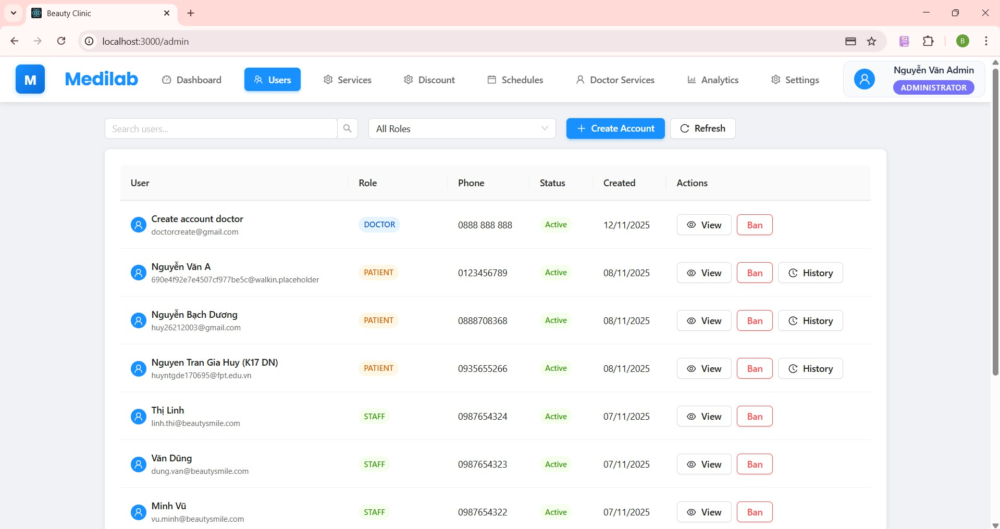 Beauty Clinic
localhost:3000/admin
B
M
Medilab
Dashboard
Users
Services
Discount
Schedules
Doctor Services
Analytics
Settings
Nguyễn Văn Admin
ADMINISTRATOR
Search users...
All Roles
Create Account
Refresh
User Role Phone Status Created Actions
Create account doctor
doctorcreate@gmail.com
DOCTOR 0888 888 888 Active 12/11/2025 View Ban
Nguyễn Văn A
690e4f92e7e4507cf977be5c@walkin.placeholder
PATIENT 0123456789 Active 08/11/2025 View Ban History
Nguyễn Bạch Dương
huy26212003@gmail.com
PATIENT 0888708368 Active 08/11/2025 View Ban History
Nguyen Tran Gia Huy (K17 DN)
huyntgde170695@fpt.edu.vn
PATIENT 0935655266 Active 08/11/2025 View Ban History
Thị Linh
linh.thi@beautysmile.com
STAFF 0987654324 Active 07/11/2025 View Ban
Văn Dũng
dung.van@beautysmile.com
STAFF 0987654323 Active 07/11/2025 View Ban
Minh Vũ
vu.minh@beautysmile.com
STAFF 0987654322 Active 07/11/2025 View Ban